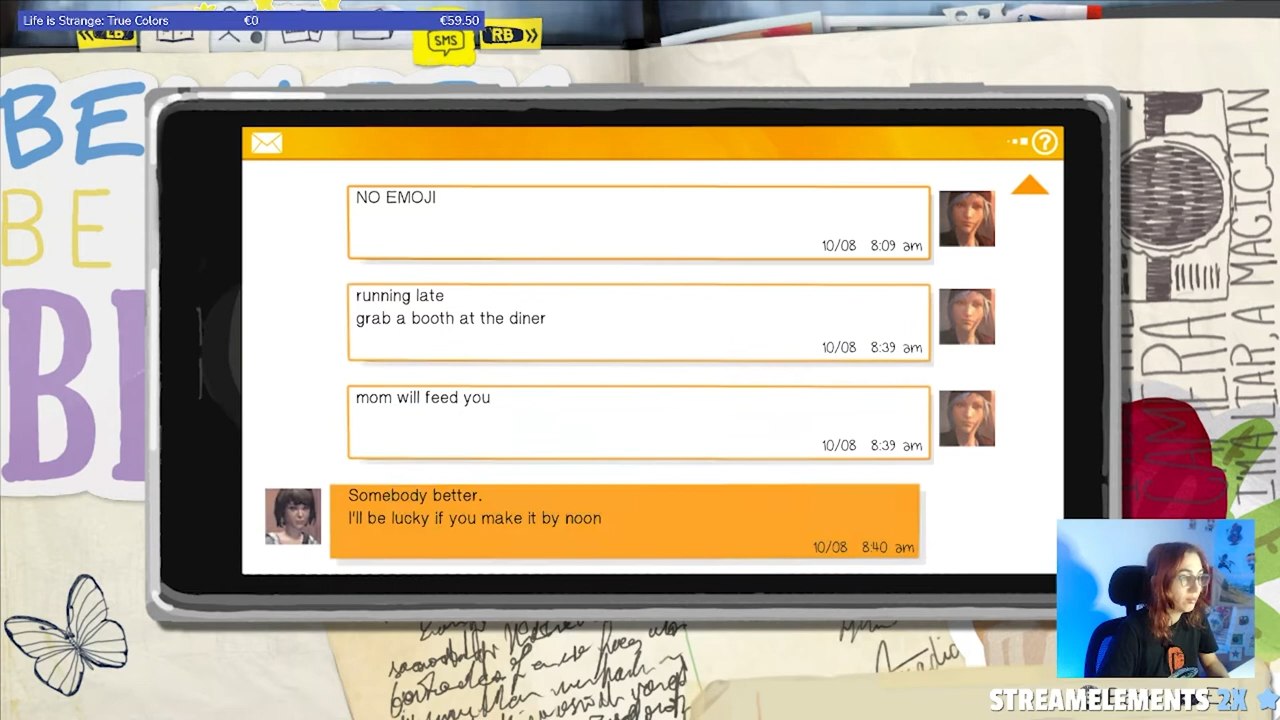 Life is Strange: True Colors €0 €59.50
LB
SMS
RB
BE
BE
NO EMOJI
10/08 8:09 am
running late
grab a booth at the diner
10/08 8:39 am
mom will feed you
10/08 8:39 am
Somebody better.
I'll be lucky if you make it by noon
10/08 8:40 am
CAMERA
I'M A LIAR, A MAGICIAN
STREAMELEMENTS 2X